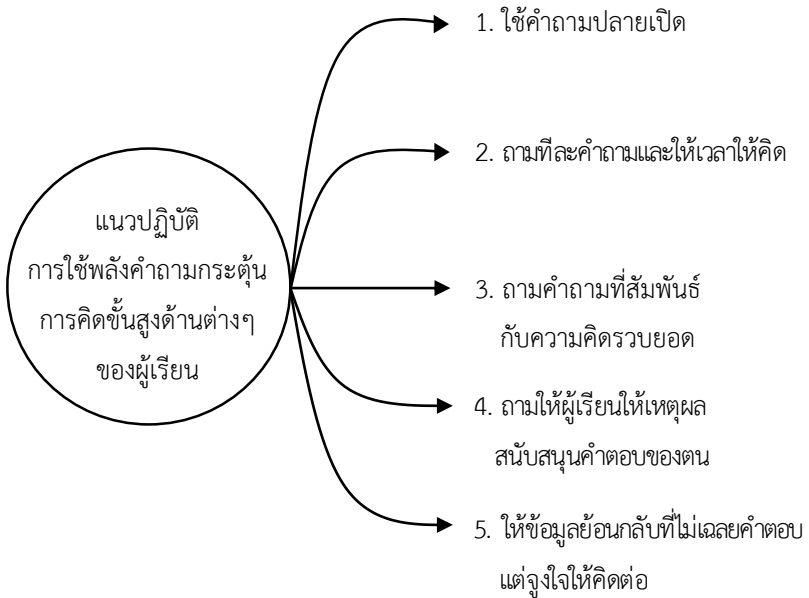 แนวปฏิบัติ
การใช้พลังคำถามกระตุ้น
การคิดขั้นสูงด้านต่างๆ
ของผู้เรียน
1. ใช้คำถามปลายเปิด
2. ถามทีละคำถามและให้เวลาให้คิด
3. ถามคำถามที่สัมพันธ์
กับความคิดรวบยอด
4. ถามให้ผู้เรียนให้เหตุผล
สนับสนุนคำตอบของตน
5. ให้ข้อมูลย้อนกลับที่ไม่เฉลยคำตอบ
แต่จูงใจให้คิดต่อ